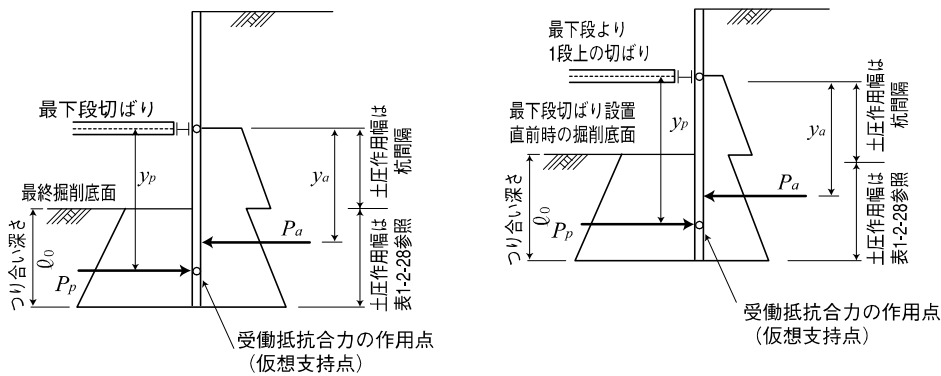 最下段切ばり
最終掘削底面
つり合い深さ
ℓ0
yp
ya
Pa
Pp
土圧作用幅は
杭間隔
土圧作用幅は
表1-2-28参照
受働抵抗合力の作用点
(仮想支持点)
最下段より
1段上の切ばり
最下段切ばり設置
直前時の掘削底面
つり合い深さ
ℓ0
yp
ya
Pa
Pp
土圧作用幅は
杭間隔
土圧作用幅は
表1-2-28参照
受働抵抗合力の作用点
(仮想支持点)